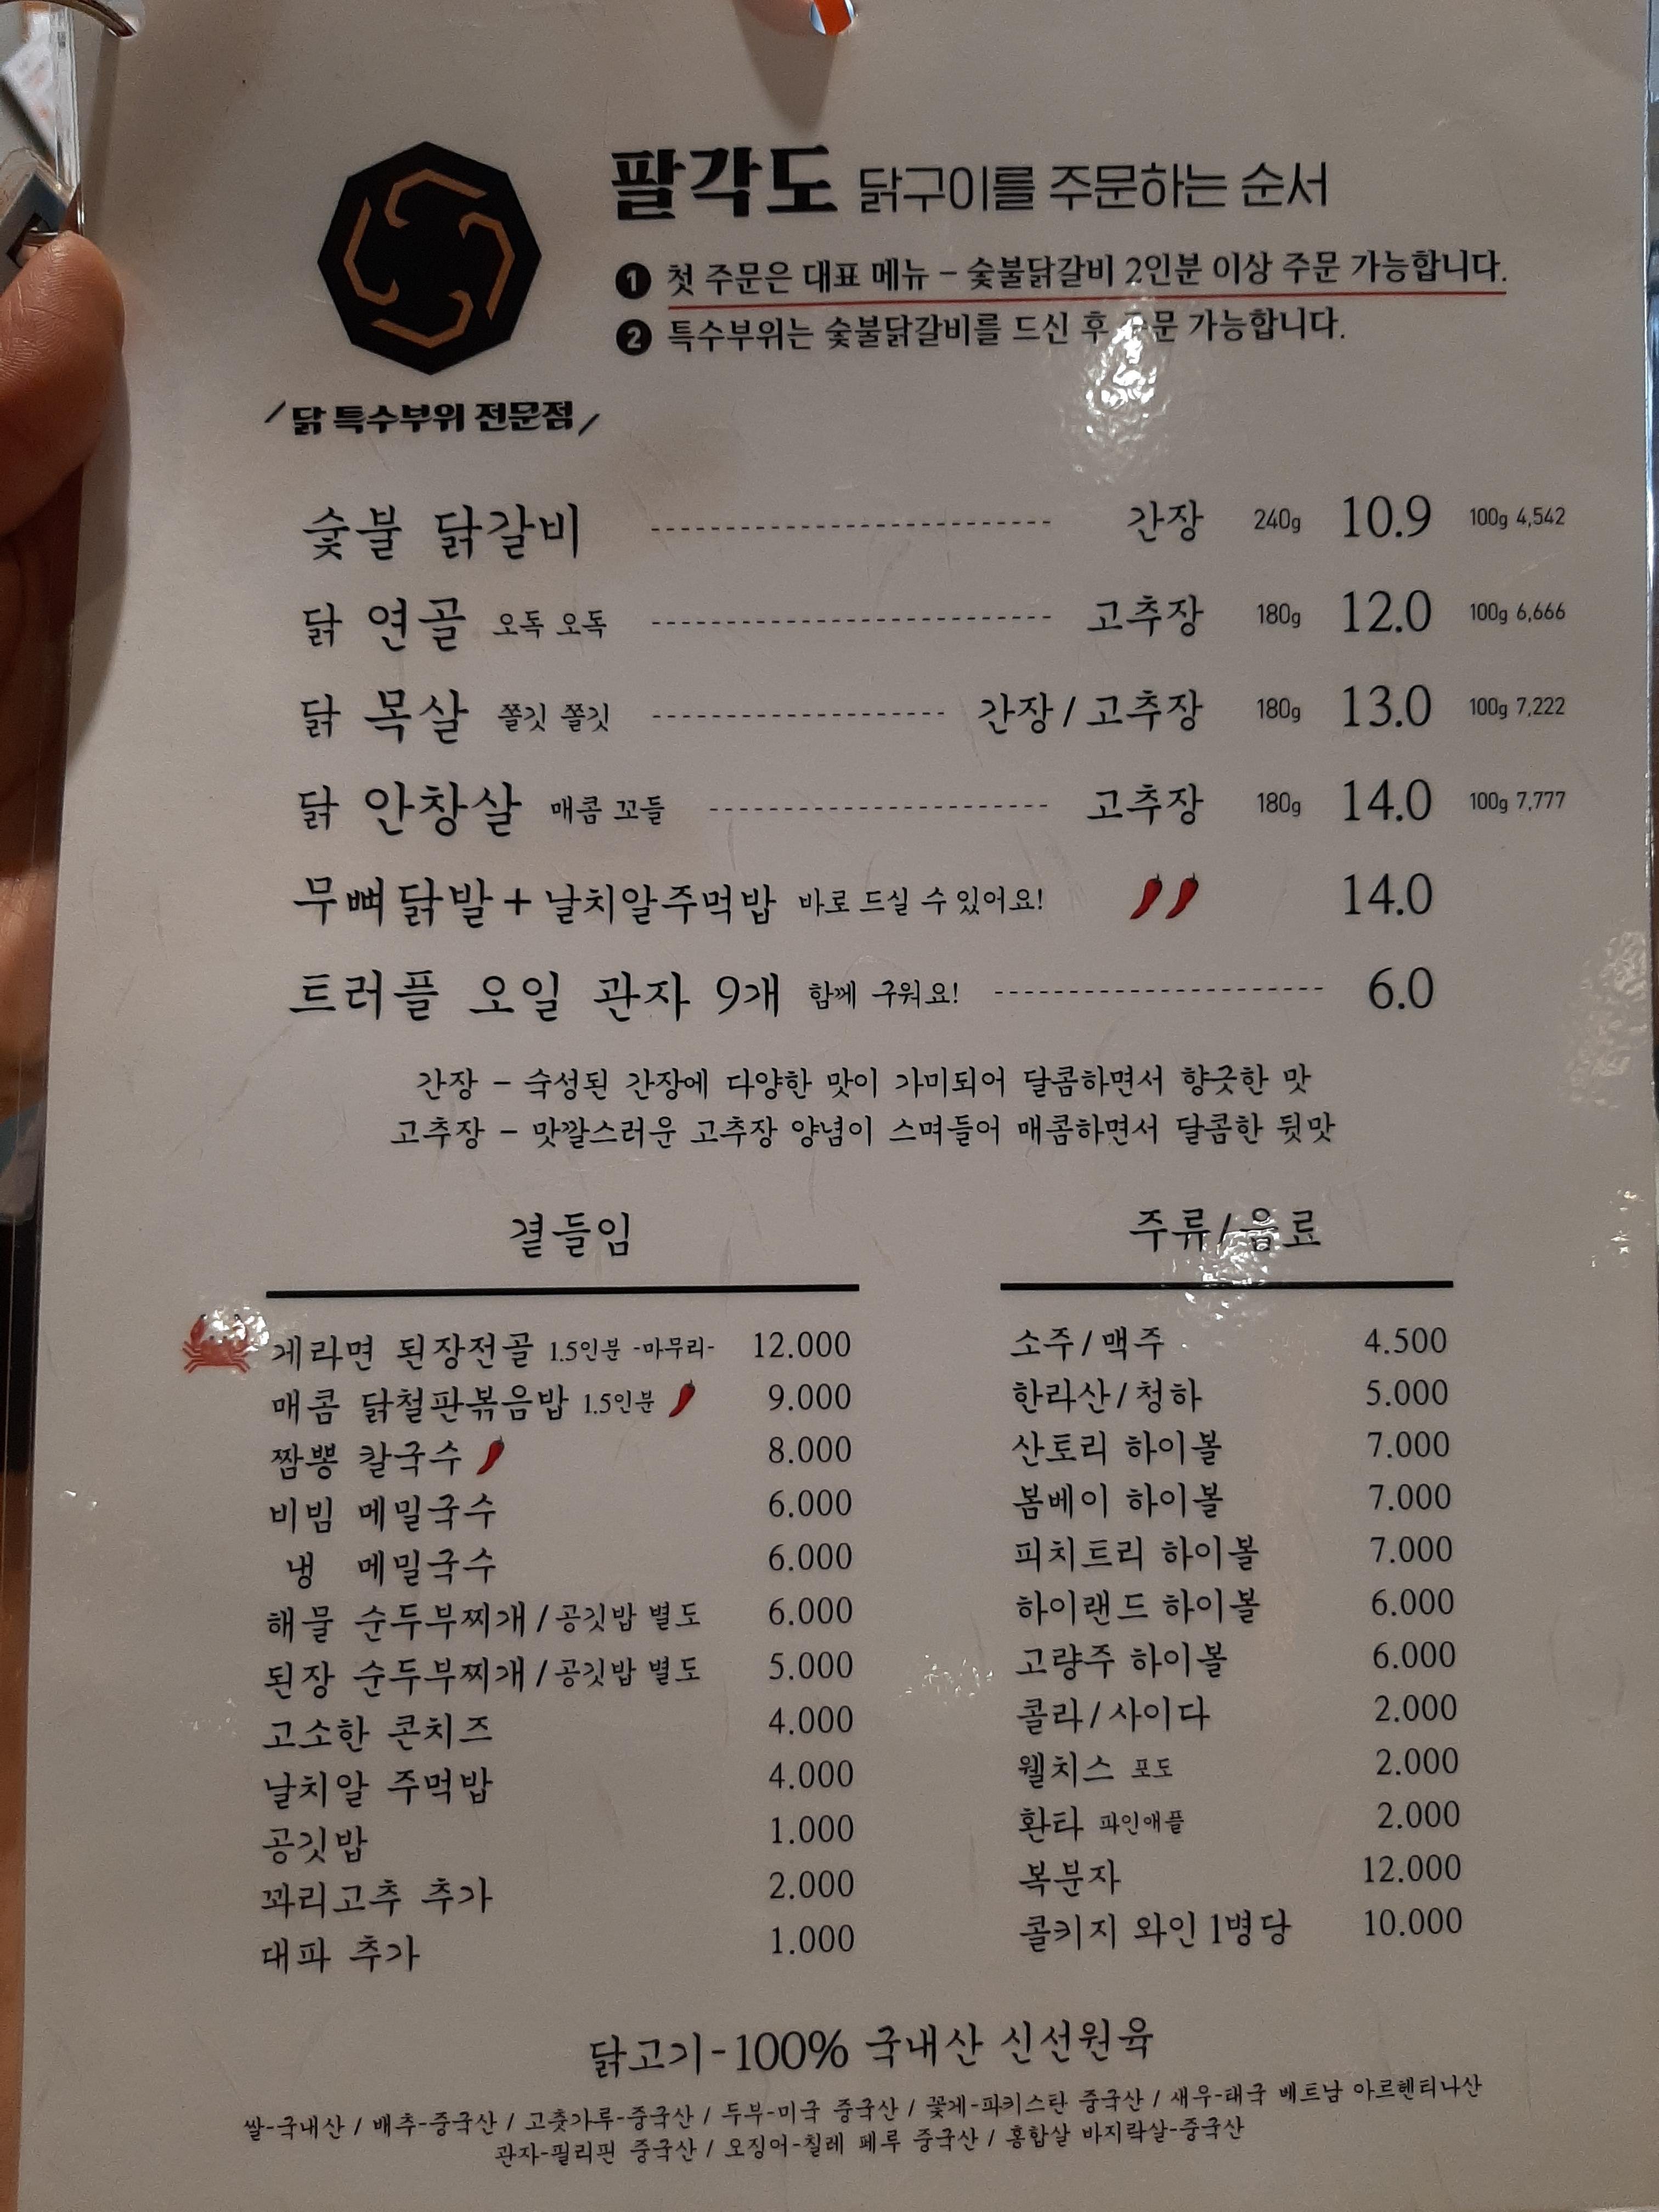 팔각도 닭구이를 주문하는 순서
1 첫 주문은 대표 메뉴 - 숯불닭갈비 2인분 이상 주문 가능합니다.
2 특수부위는 숯불닭갈비를 드신 후 주문 가능합니다.
/ 닭 특수부위 전문점 /
숯불 닭갈비 간장 240g 10.9 100g 4,542
닭 연골 오독 오독 고추장 180g 12.0 100g 6,666
닭 목살 쫄깃 쫄깃 간장 / 고추장 180g 13.0 100g 7,222
닭 안창살 매콤 꼬들 고추장 180g 14.0 100g 7,777
무뼈닭발 + 날치알주먹밥 바로 드실 수 있어요! 14.0
트러플 오일 관자 9개 함께 구워요! 6.0
간장 - 숙성된 간장에 다양한 맛이 가미되어 달콤하면서 향긋한 맛
고추장 - 맛깔스러운 고추장 양념이 스며들어 매콤하면서 달콤한 뒷맛
곁들임
게라면 된장전골 1.5인분 -마무리- 12.000
매콤 닭철판볶음밥 1.5인분 9.000
짬뽕 칼국수 8.000
비빔 메밀국수 6.000
냉 메밀국수 6.000
해물 순두부찌개 / 공깃밥 별도 6.000
된장 순두부찌개 / 공깃밥 별도 5.000
고소한 콘치즈 4.000
날치알 주먹밥 4.000
공깃밥 1.000
꽈리고추 추가 2.000
대파 추가 1.000
주류 / 음료
소주 / 맥주 4.500
한라산 / 청하 5.000
산토리 하이볼 7.000
봄베이 하이볼 7.000
피치트리 하이볼 7.000
하이랜드 하이볼 6.000
고량주 하이볼 6.000
콜라 / 사이다 2.000
웰치스 포도 2.000
환타 파인애플 2.000
복분자 12.000
콜키지 와인 1병당 10.000
닭고기-100% 국내산 신선원육
쌀-국내산 / 배추-중국산 / 고춧가루-중국산 / 두부-미국 중국산 / 꽃게-파키스탄 중국산 / 새우-태국 베트남 아르헨티나산
관자-필리핀 중국산 / 오징어-칠레 페루 중국산 / 홍합살 바지락살-중국산